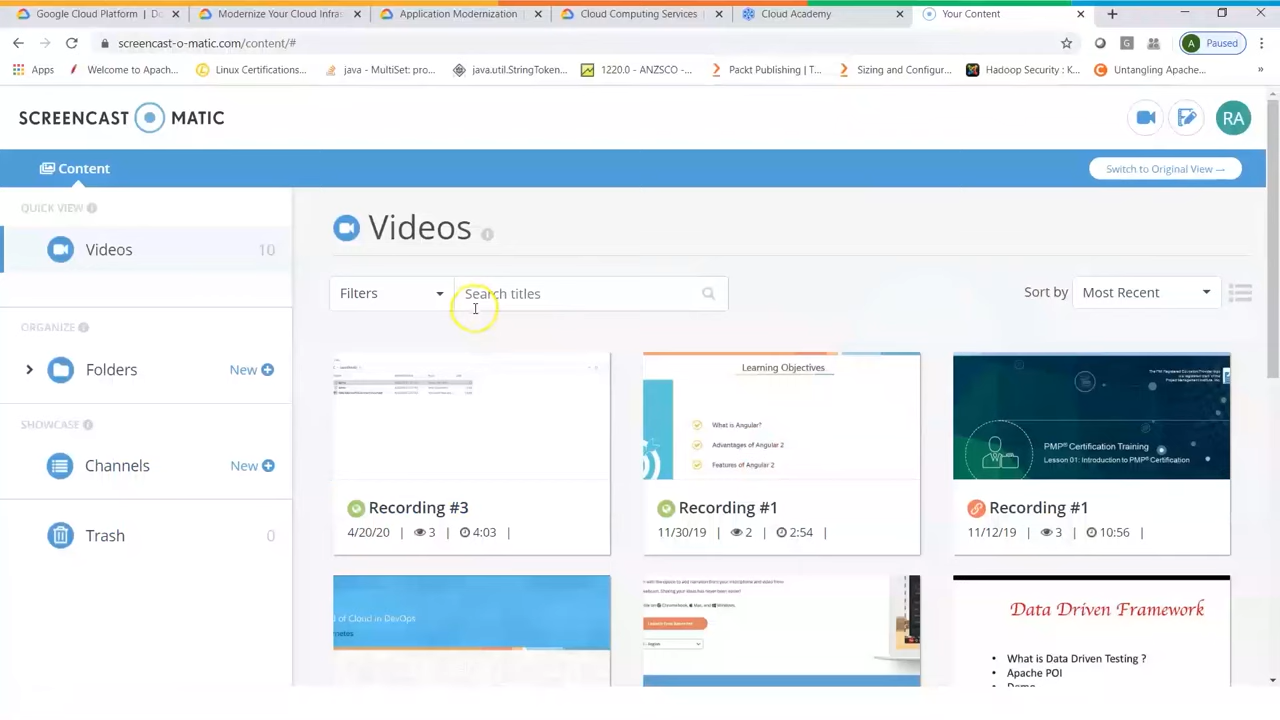 Google Cloud Platform | D
Modernize Your Cloud Infras
Application Modernization
Cloud Computing Services
Cloud Academy
Your Content
screencast-o-matic.com/content/#
A Paused
Apps
Welcome to Apach...
Linux Certifications...
java - MultiSet: pro...
java.util.StringToken...
1220.0 - ANZSCO -...
Packt Publishing | T...
Sizing and Configur...
Hadoop Security : K...
Untangling Apache...
»
SCREENCAST MATIC
RA
Content
Switch to Original View →
QUICK VIEW
Videos 10
ORGANIZE
Folders New
SHOWCASE
Channels New
Trash 0
Videos
Filters
Search titles
Sort by Most Recent
Recording #3
4/20/20 | 3 | 4:03 |
Learning Objectives
What is Angular?
Advantages of Angular 2
Features of Angular 2
Recording #1
11/30/19 | 2 | 2:54 |
PMP® Certification Training
Lesson 01: Introduction to PMP® Certification
Recording #1
11/12/19 | 3 | 10:56 |
of Cloud in DevOps
Data Driven Framework
• What is Data Driven Testing ?
• Apache POI
• Demo